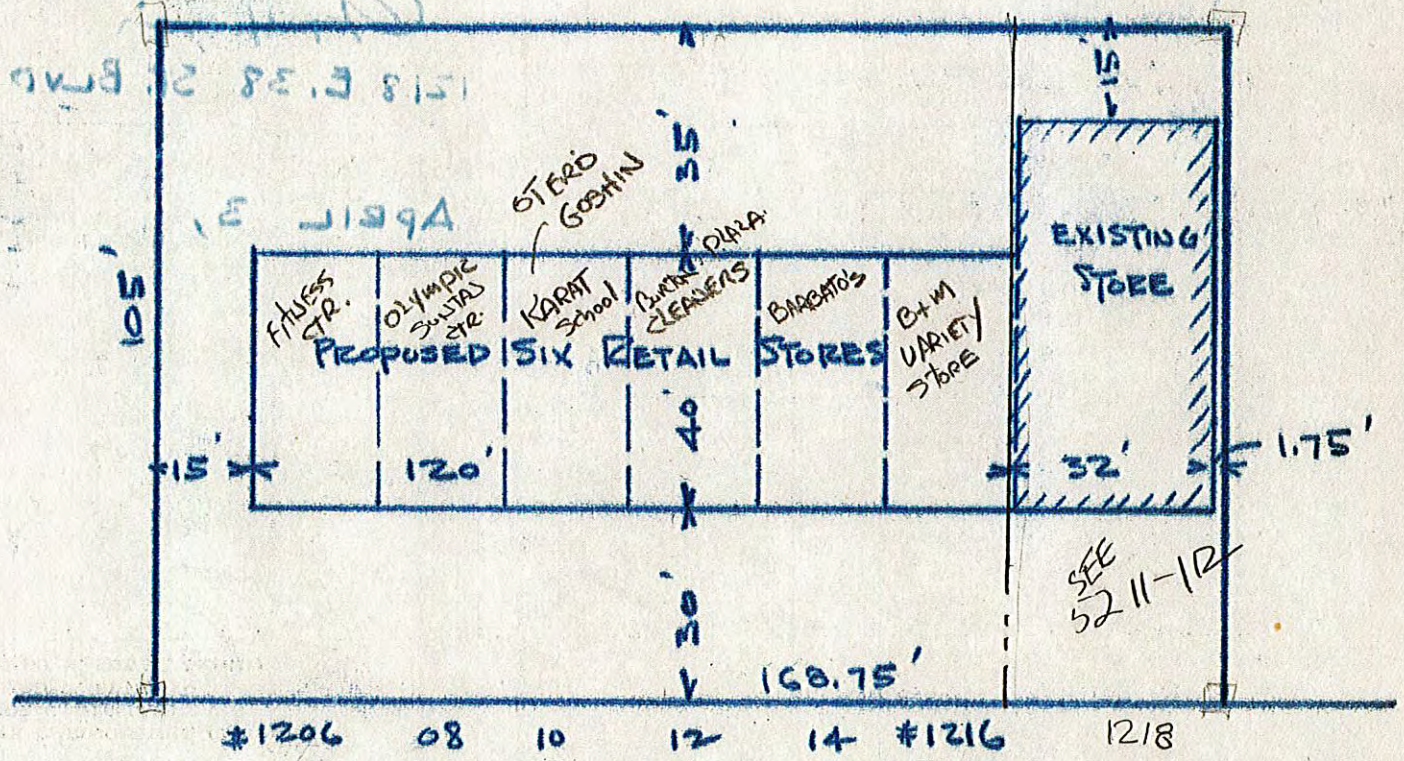 1218 E. 38 ST. BLVD
APRIL 3,
15'
35'
105'
OTERO
GOSHIN
EXISTING
STORE
FITNESS
CTR.
OLYMPIC
SUNTAN
CTR.
KARAT
School
PLAZA
CLEANERS
BARBATO'S
B+M
VARIETY
STORE
PROPOSED SIX RETAIL STORES
40'
15'
120'
32'
1.75'
SEE
5211-12
30'
168.75'
#1206 08 10 12 14 #1216 1218